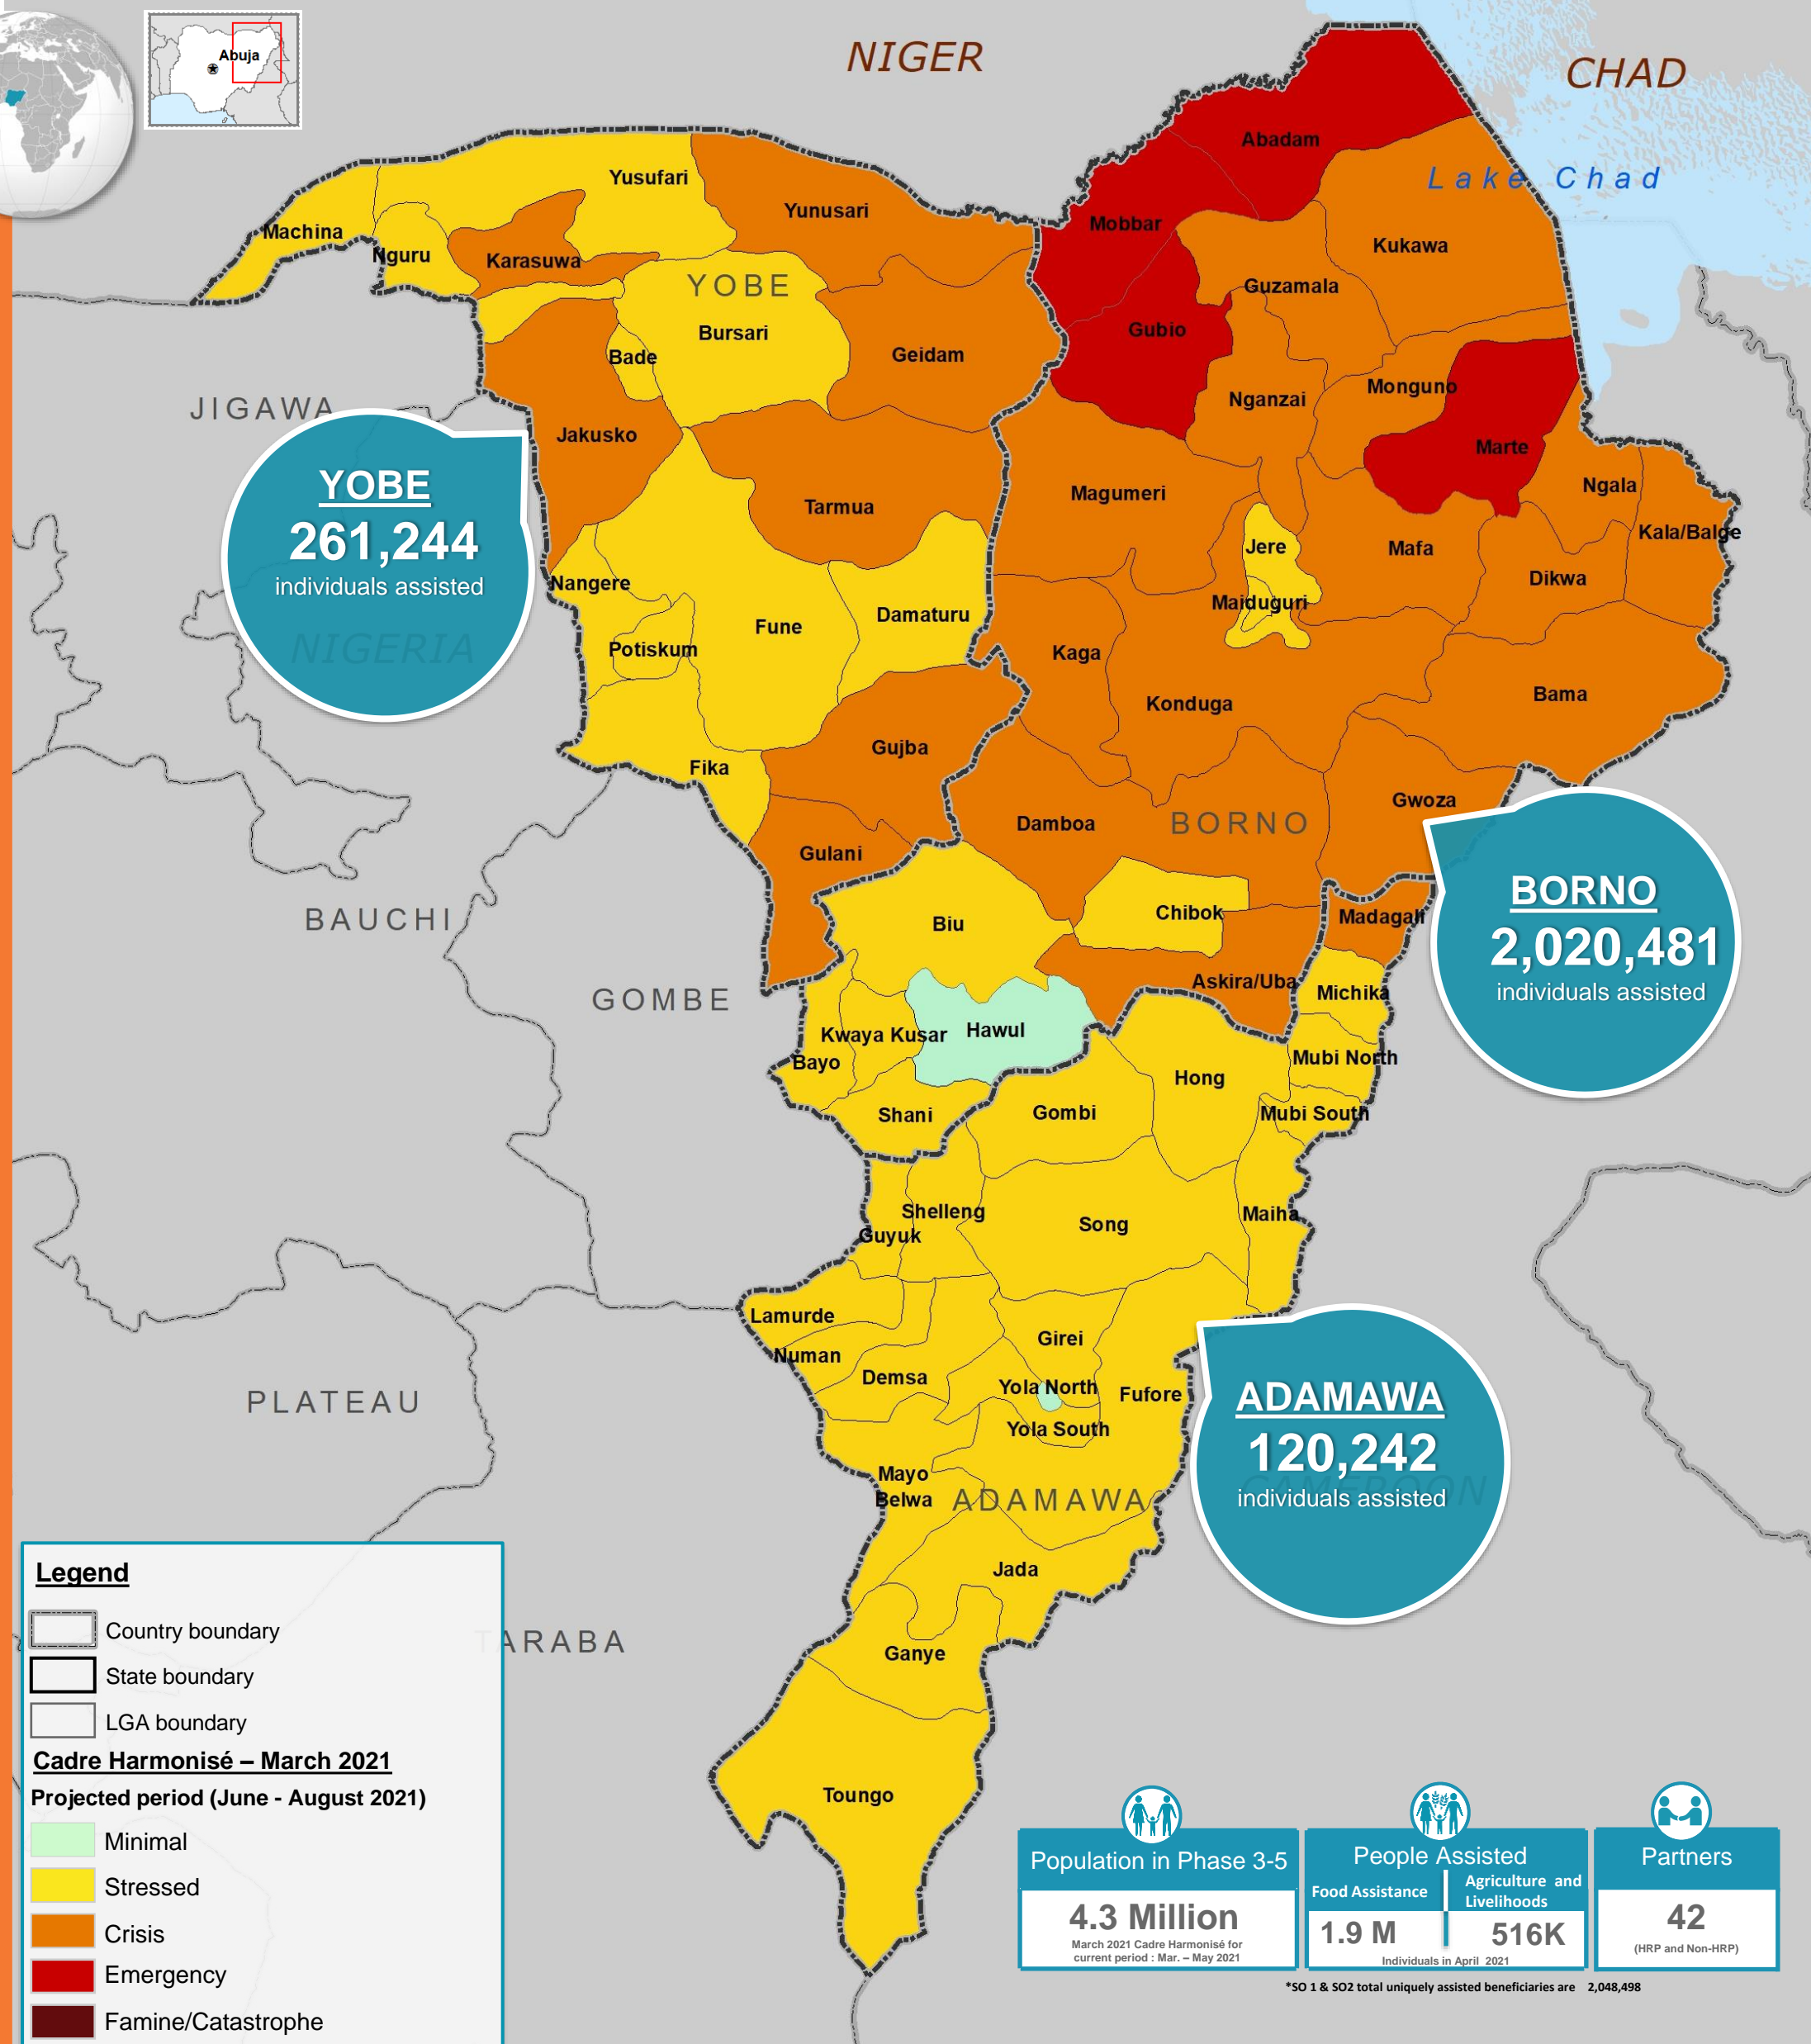 Abuja
NIGER
CHAD
Lake Chad
Abadam
Yusufari
Yunusari
Mobbar
Machina
Kukawa
Nguru
Karasuwa
YOBE
Guzamala
Gubio
Bursari
Bade
Geidam
Monguno
Nganzai
JIGAWA
Jakusko
Marte
YOBE
261,244
individuals assisted
NIGERIA
Tarmua
Magumeri
Ngala
Kala/Balge
Jere
Mafa
Dikwa
Nangere
Maiduguri
Damaturu
Fune
Potiskum
Kaga
Konduga
Bama
Gujba
Fika
Gwoza
Damboa
BORNO
Gulani
BORNO
2,020,481
individuals assisted
Chibok
Madagali
Biu
BAUCHI
Askira/Uba
Michika
GOMBE
Kwaya Kusar
Hawul
Bayo
Mubi North
Hong
Shani
Gombi
Mubi South
Shelleng
Maiha
Guyuk
Song
Lamurde
Girei
Numan
Demsa
Yola North
Fufore
PLATEAU
Yola South
ADAMAWA
120,242
individuals assisted
CAMEROON
Mayo
Belwa
ADAMAWA
Jada
TARABA
Ganye
Toungo
Legend
Country boundary
State boundary
LGA boundary
Cadre Harmonisé – March 2021
Projected period (June - August 2021)
Minimal
Stressed
Crisis
Emergency
Famine/Catastrophe
Population in Phase 3-5
4.3 Million
March 2021 Cadre Harmonisé for
current period : Mar. – May 2021
People Assisted
Food Assistance
Agriculture and
Livelihoods
1.9 M
516K
Individuals in April 2021
Partners
42
(HRP and Non-HRP)
*SO 1 & SO2 total uniquely assisted beneficiaries are 2,048,498